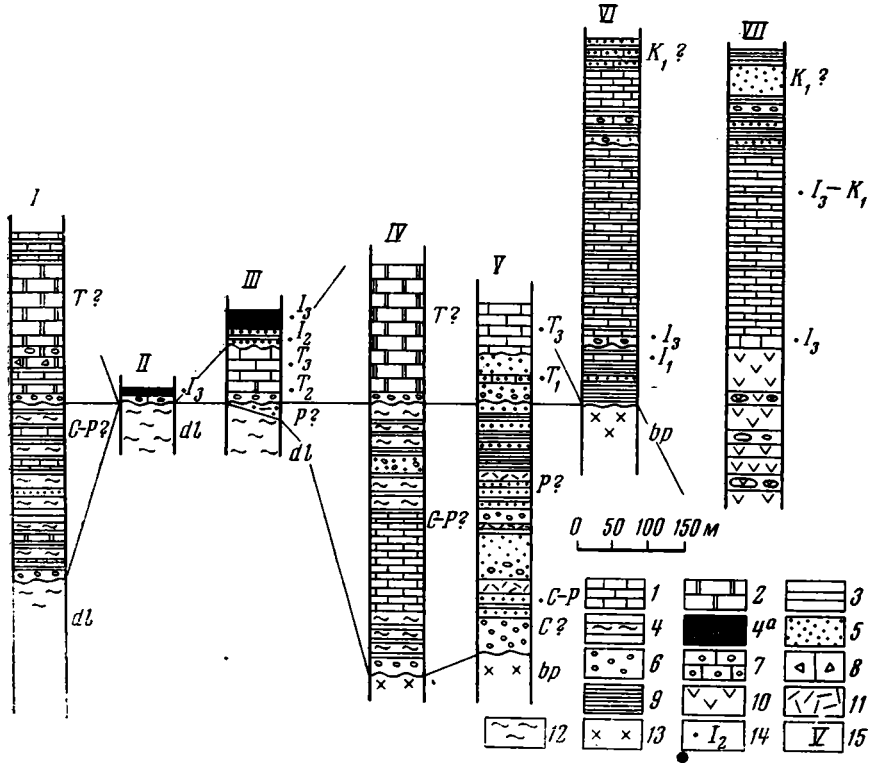 VI
VII
K₁ ?
K₁ ?
I
I₃–K₁
IV
III
V
T ?
T ?
I₃
I₂
T₃
T₂
T₃
T₁
I₃
I₁
I₃
II
I₃
P ?
dl
dl
bp
C–P ?
C–P ?
P ?
C–P
C ?
bp
dl
0 50 100 150 м
1 2 3
4 4ª 5
6 7 8
9 10 11
12 13 I₂ 14 V 15